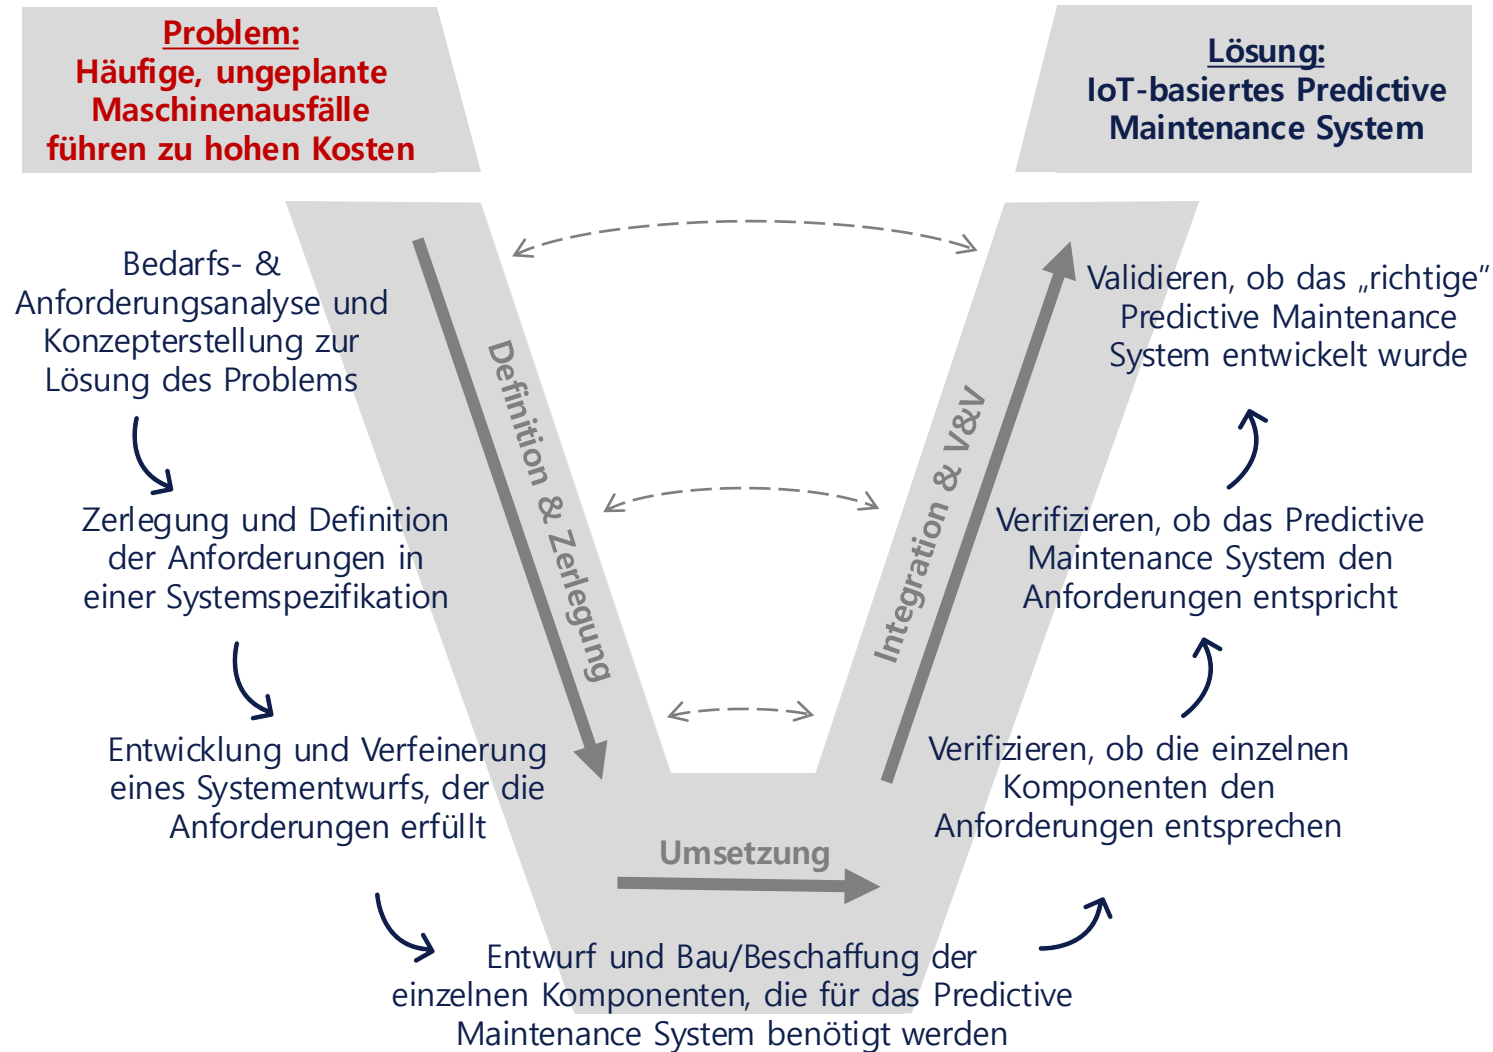 Problem:
Häufige, ungeplante
Maschinenausfälle
führen zu hohen Kosten
Lösung:
IoT-basiertes Predictive
Maintenance System
Bedarfs- &
Anforderungsanalyse und
Konzepterstellung zur
Lösung des Problems
Zerlegung und Definition
der Anforderungen in
einer Systemspezifikation
Entwicklung und Verfeinerung
eines Systementwurfs, der die
Anforderungen erfüllt
Definition & Zerlegung
Umsetzung
Entwurf und Bau/Beschaffung der
einzelnen Komponenten, die für das Predictive
Maintenance System benötigt werden
Integration & V&V
Verifizieren, ob die einzelnen
Komponenten den
Anforderungen entsprechen
Verifizieren, ob das Predictive
Maintenance System den
Anforderungen entspricht
Validieren, ob das „richtige“
Predictive Maintenance
System entwickelt wurde